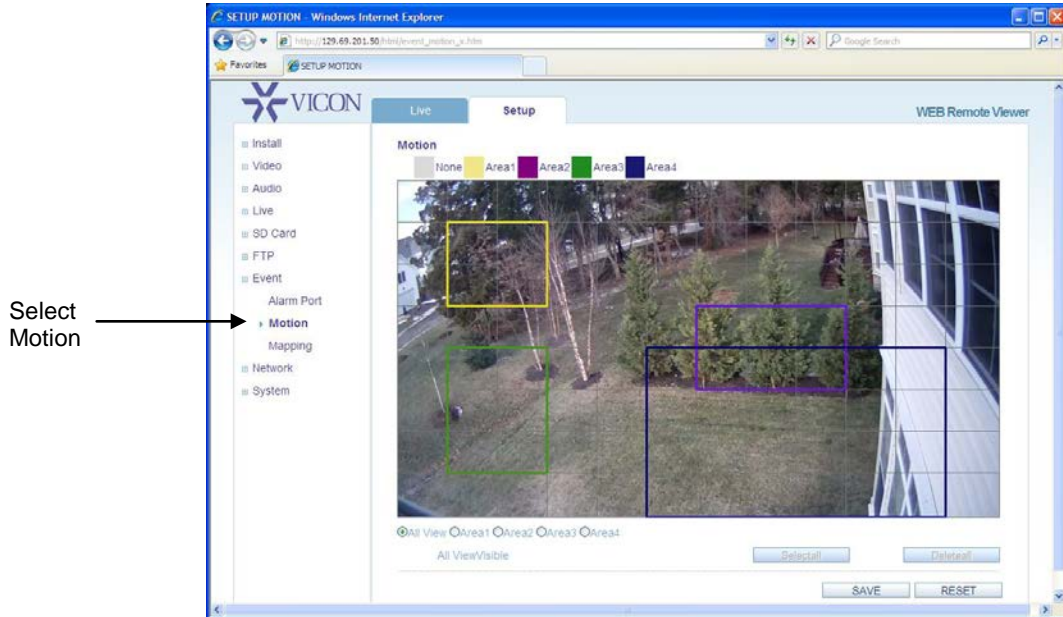 SETUP MOTION - Windows Internet Explorer
http://129.69.201.50/html/event_motion_x.htm
Google Search
Favorites SETUP MOTION
VICON
Live Setup
WEB Remote Viewer
Install
Video
Audio
Live
SD Card
FTP
Event
Alarm Port
Motion
Mapping
Network
System
Select
Motion
Motion
None Area1 Area2 Area3 Area4
All View Area1 Area2 Area3 Area4
All ViewVisible
Selectall Deleteall
SAVE RESET